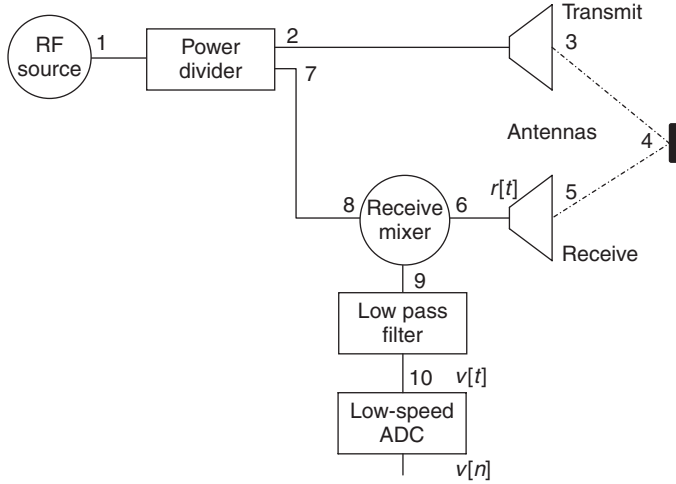 RF
source
1
Power
divider
2
7
Transmit
3
Antennas
4
r[t]
5
8
Receive
mixer
6
Receive
9
Low pass
filter
10 v[t]
Low-speed
ADC
v[n]